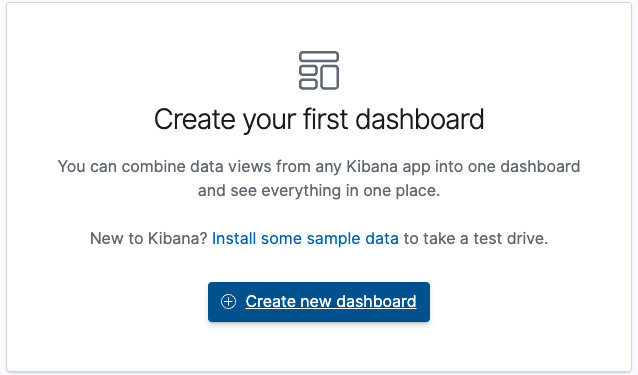 Create your first dashboard
You can combine data views from any Kibana app into one dashboard
and see everything in one place.
New to Kibana? Install some sample data to take a test drive.
Create new dashboard